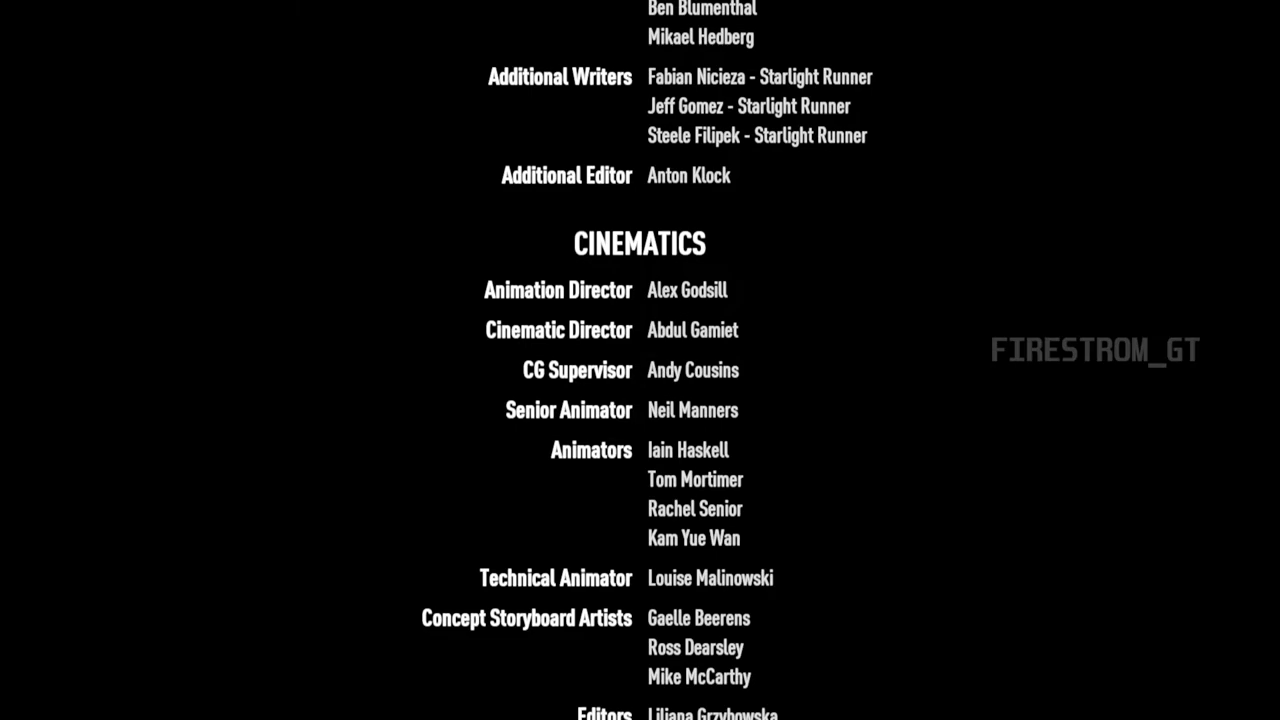 Ben Blumenthal
Mikael Hedberg
Additional Writers Fabian Nicieza - Starlight Runner
Jeff Gomez - Starlight Runner
Steele Filipek - Starlight Runner
Additional Editor Anton Klock
CINEMATICS
Animation Director Alex Godsill
Cinematic Director Abdul Gamiet
CG Supervisor Andy Cousins
FIRESTROM_GT
Senior Animator Neil Manners
Animators Iain Haskell
Tom Mortimer
Rachel Senior
Kam Yue Wan
Technical Animator Louise Malinowski
Concept Storyboard Artists Gaelle Beerens
Ross Dearsley
Mike McCarthy
Editors Liliana Grzybowska